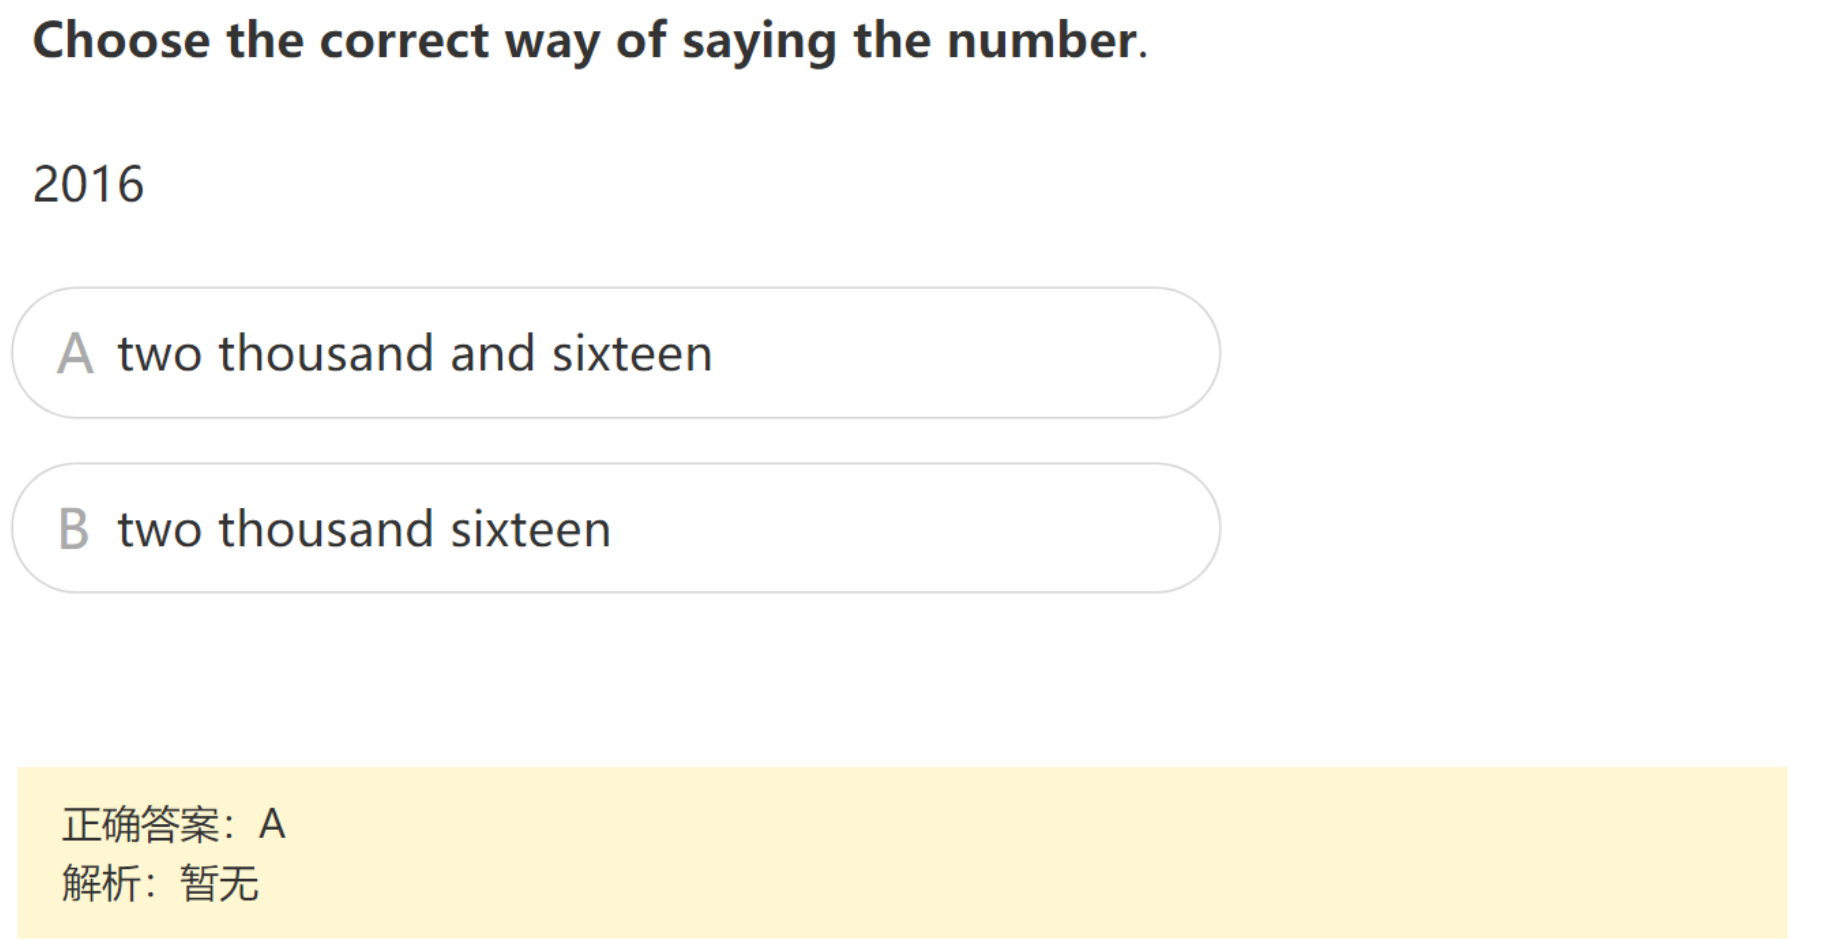 Choose the correct way of saying the number.
2016
A two thousand and sixteen
B two thousand sixteen
正确答案：A
解析：暂无